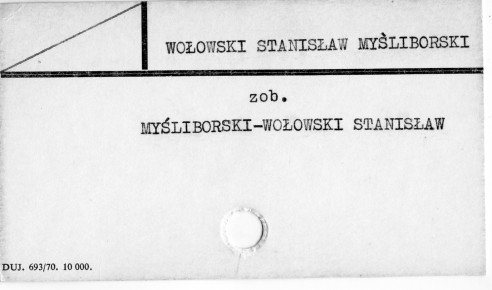 WOŁOWSKI STANISŁAW MYŚLIBORSKI
zob.
MYŚLIBORSKI-WOŁOWSKI STANISŁAW
DUJ. 693/70. 10 000.